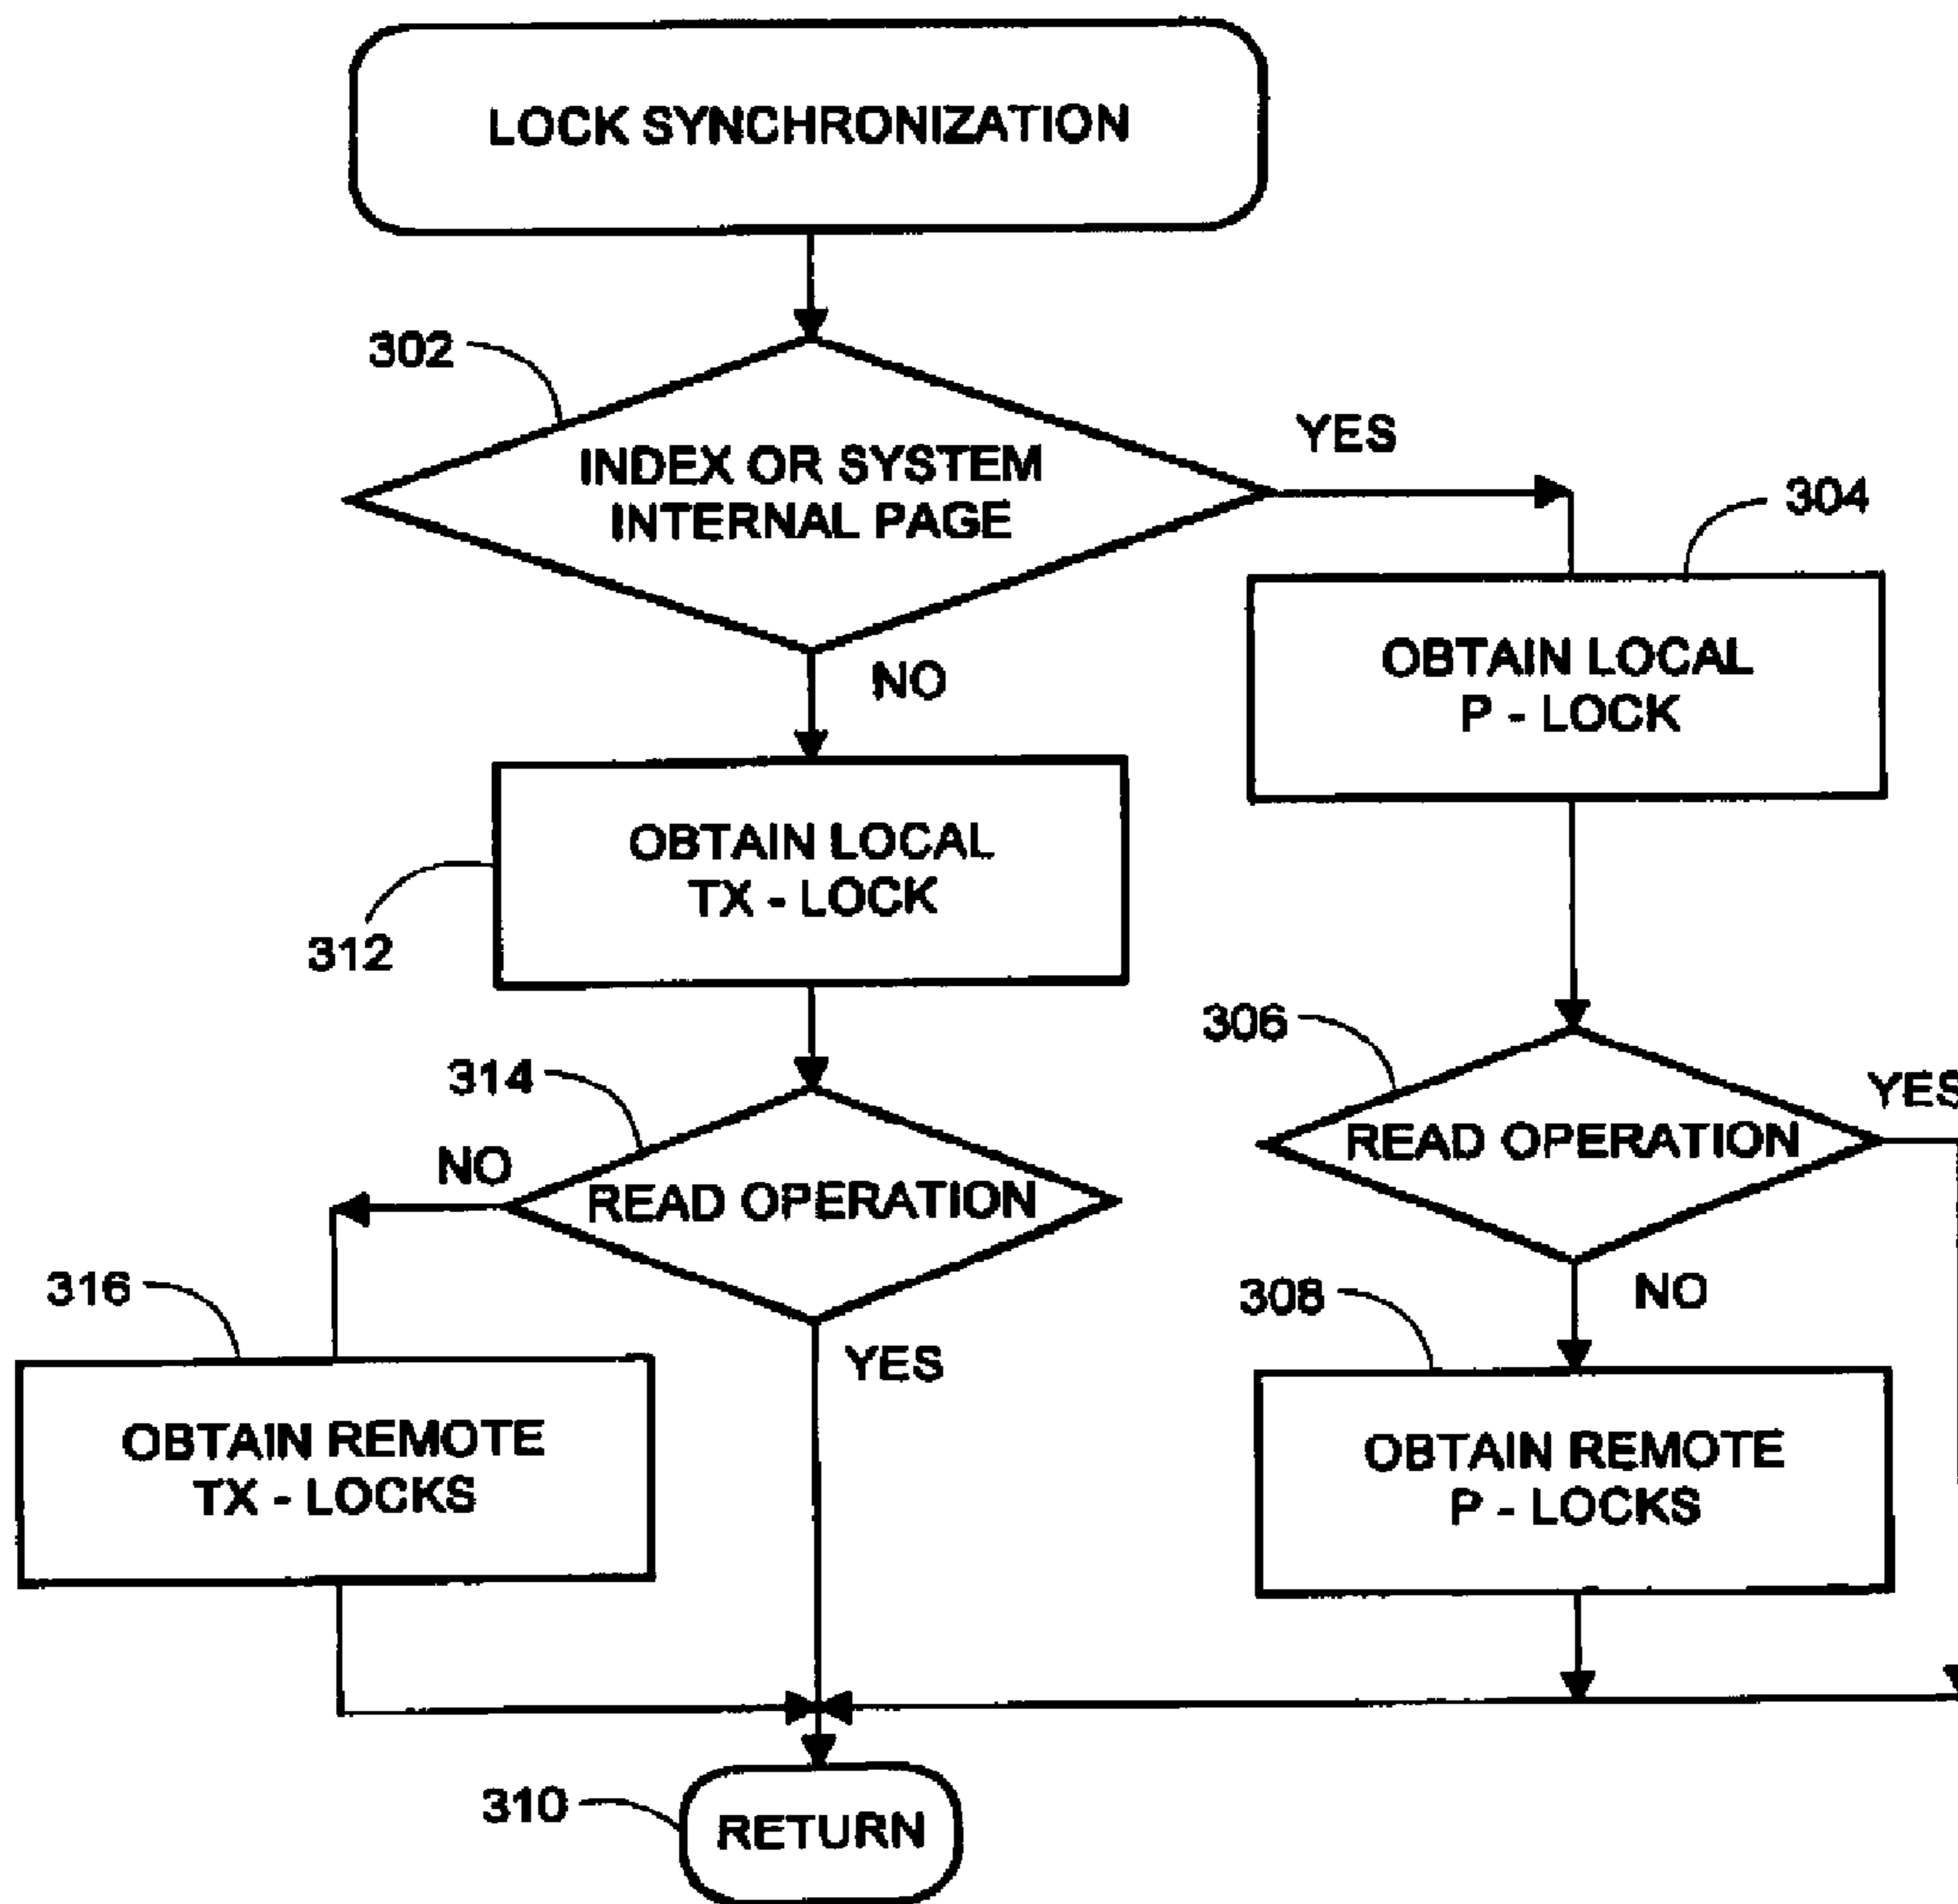 LOCK SYNCHRONIZATION
302
INDEX OR SYSTEM
INTERNAL PAGE
YES
304
NO
OBTAIN LOCAL
P - LOCK
OBTAIN LOCAL
TX - LOCK
312
306
314
YES
READ OPERATION
NO
READ OPERATION
316
308
NO
YES
OBTAIN REMOTE
TX - LOCKS
OBTAIN REMOTE
P - LOCKS
310
RETURN